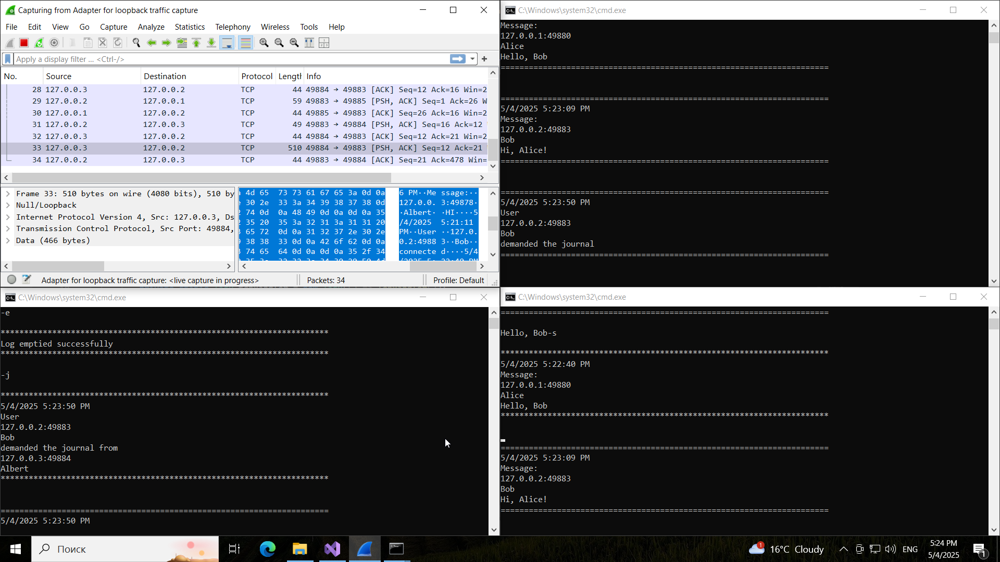 Capturing from Adapter for loopback traffic capture
File Edit View Go Capture Analyze Statistics Telephony Wireless Tools Help
Apply a display filter ... <Ctrl-/>
No. Source Destination Protocol Lengtl Info
28 127.0.0.3 127.0.0.2 TCP 44 49884 → 49883 [ACK] Seq=12 Ack=16 Win=2
29 127.0.0.2 127.0.0.1 TCP 59 49883 → 49885 [PSH, ACK] Seq=1 Ack=26 W
30 127.0.0.1 127.0.0.2 TCP 44 49885 → 49883 [ACK] Seq=26 Ack=16 Win=2
31 127.0.0.2 127.0.0.3 TCP 49 49883 → 49884 [PSH, ACK] Seq=16 Ack=12
32 127.0.0.3 127.0.0.2 TCP 44 49884 → 49883 [ACK] Seq=12 Ack=21 Win=2
33 127.0.0.3 127.0.0.2 TCP 510 49884 → 49883 [PSH, ACK] Seq=12 Ack=21
34 127.0.0.2 127.0.0.3 TCP 44 49883 → 49884 [ACK] Seq=21 Ack=478 Win=
Frame 33: 510 bytes on wire (4080 bits), 510 by
Null/Loopback
Internet Protocol Version 4, Src: 127.0.0.3, Ds
Transmission Control Protocol, Src Port: 49884,
Data (466 bytes)
4d 65 73 73 61 67 65 3a 0d 0a 6 PM··Me ssage:··
30 2e 33 3a 34 39 38 37 38 0d 127.0.0. 3:49878·
74 0d 0a 48 49 0d 0a 0d 0a 35 ·Albert· ·HI····5
35 20 35 3a 32 31 3a 31 31 20 /4/2025 5:21:11
65 72 0d 0a 31 32 37 2e 30 2e PM··User ··127.0.
38 38 33 0d 0a 42 6f 62 0d 0a 0.2:4988 3··Bob··
74 65 64 0d 0a 0d 0a 35 2f 34 connecte d····5/4
35 3a 32 32 3a 34 30 20 50 4d /2025 5: 22:40 PM
Adapter for loopback traffic capture: <live capture in progress> Packets: 34 Profile: Default
C:\Windows\system32\cmd.exe
Message:
127.0.0.1:49880
Alice
Hello, Bob
======================================================================
======================================================================
5/4/2025 5:23:09 PM
Message:
127.0.0.2:49883
Bob
Hi, Alice!
======================================================================
======================================================================
5/4/2025 5:23:50 PM
User
127.0.0.2:49883
Bob
demanded the journal
======================================================================
C:\Windows\system32\cmd.exe
-e
**********************************************************************
Log emptied successfully
**********************************************************************
-j
**********************************************************************
5/4/2025 5:23:50 PM
User
127.0.0.2:49883
Bob
demanded the journal from
127.0.0.3:49884
Albert
**********************************************************************
======================================================================
5/4/2025 5:23:50 PM
C:\Windows\system32\cmd.exe
======================================================================
Hello, Bob-s
**********************************************************************
5/4/2025 5:22:40 PM
Message:
127.0.0.1:49880
Alice
Hello, Bob
**********************************************************************
======================================================================
5/4/2025 5:23:09 PM
Message:
127.0.0.2:49883
Bob
Hi, Alice!
======================================================================
Поиск
1
16°C Cloudy
ENG
5:24 PM
5/4/2025
1